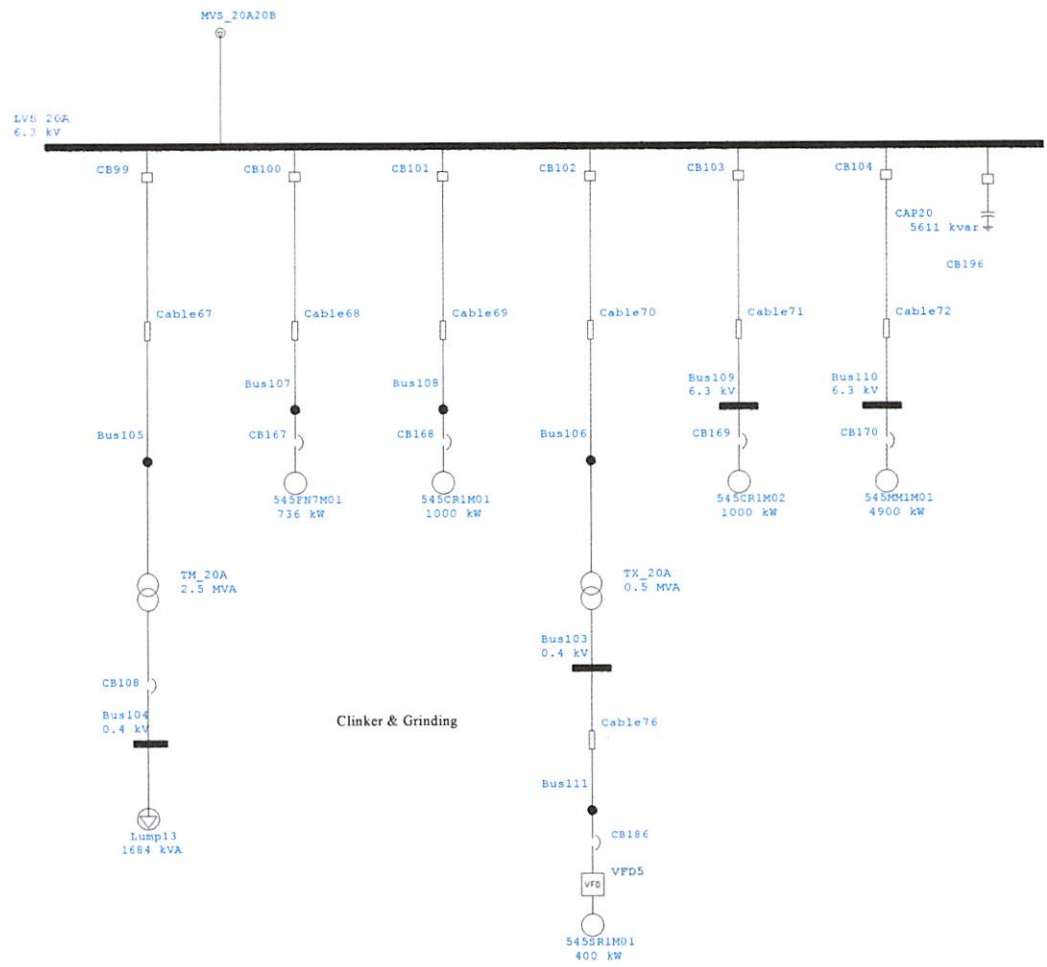 MVS_20A20B
LVS 20A
6.3 kV
CB99
CB100
CB101
CB102
CB103
CB104
CAP20
5611 kvar
CB196
Cable67
Cable68
Cable69
Cable70
Cable71
Cable72
Bus107
Bus108
Bus109
6.3 kV
Bus110
6.3 kV
Bus105
CB167
CB168
Bus106
CB169
CB170
545FN7M01
736 kW
545CR1M01
1000 kW
545CR1M02
1000 kW
545MM1M01
4900 kW
TM_20A
2.5 MVA
TX_20A
0.5 MVA
Bus103
0.4 kV
CB108
Bus104
0.4 kV
Clinker & Grinding
Cable76
Bus111
Lump13
1684 kVA
CB186
VFD5
VFD
545SR1M01
400 kW